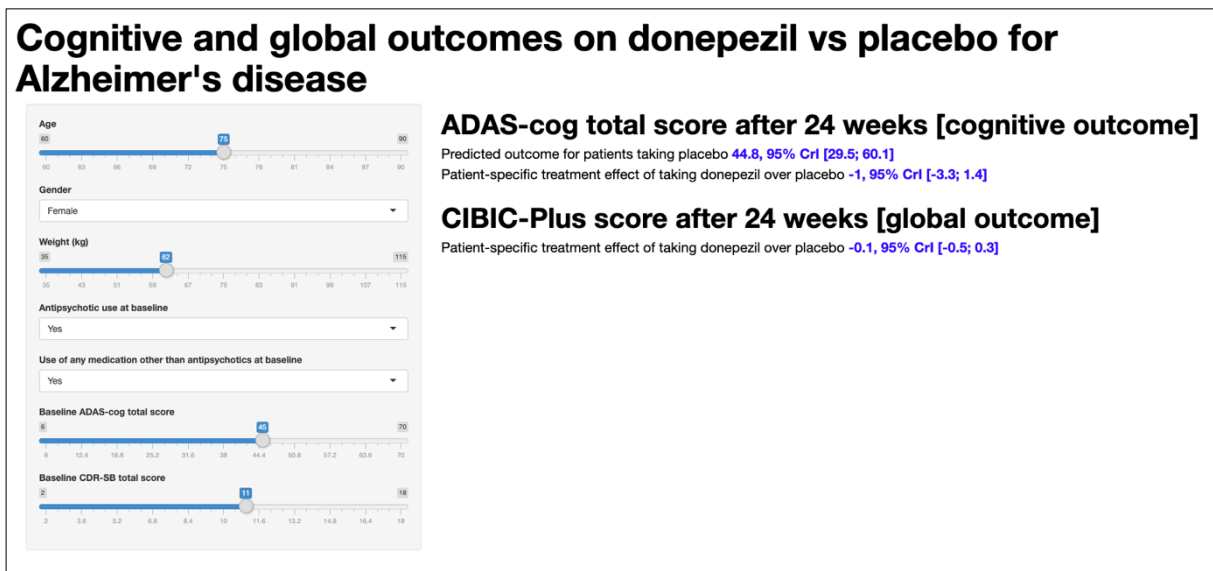 Cognitive and global outcomes on donepezil vs placebo for
Alzheimer's disease
Age
60 75 90
60 63 66 69 72 75 78 81 84 87 90
Gender
Female
Weight (kg)
35 62 115
35 43 51 59 67 75 83 91 99 107 115
Antipsychotic use at baseline
Yes
Use of any medication other than antipsychotics at baseline
Yes
Baseline ADAS-cog total score
6 45 70
6 12.4 18.8 25.2 31.6 38 44.4 50.8 57.2 63.6 70
Baseline CDR-SB total score
2 11 18
2 3.6 5.2 6.8 8.4 10 11.6 13.2 14.8 16.4 18
ADAS-cog total score after 24 weeks [cognitive outcome]
Predicted outcome for patients taking placebo 44.8, 95% CrI [29.5; 60.1]
Patient-specific treatment effect of taking donepezil over placebo -1, 95% CrI [-3.3; 1.4]
CIBIC-Plus score after 24 weeks [global outcome]
Patient-specific treatment effect of taking donepezil over placebo -0.1, 95% CrI [-0.5; 0.3]